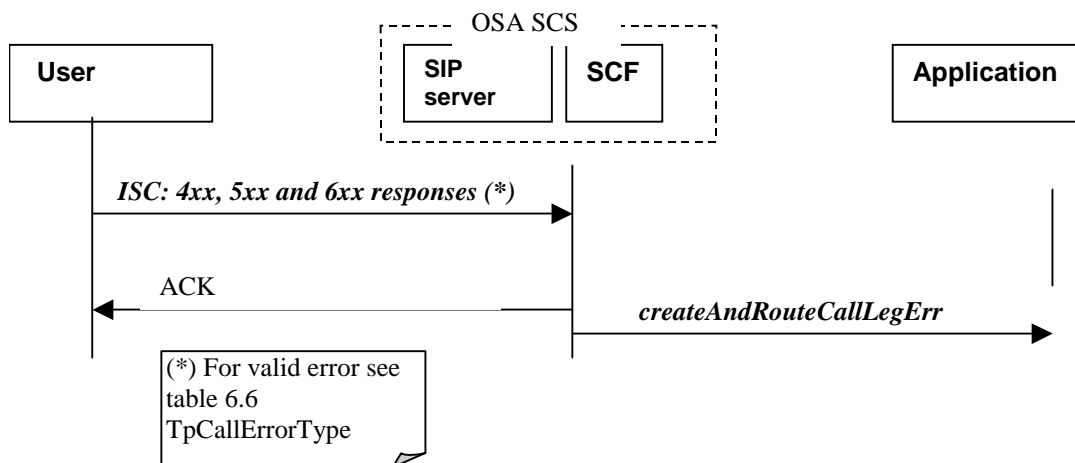 OSA SCS
User
SIP
server
SCF
Application
ISC: 4xx, 5xx and 6xx responses (*)
ACK
createAndRouteCallLegErr
(*) For valid error see
table 6.6
TpCallErrorType